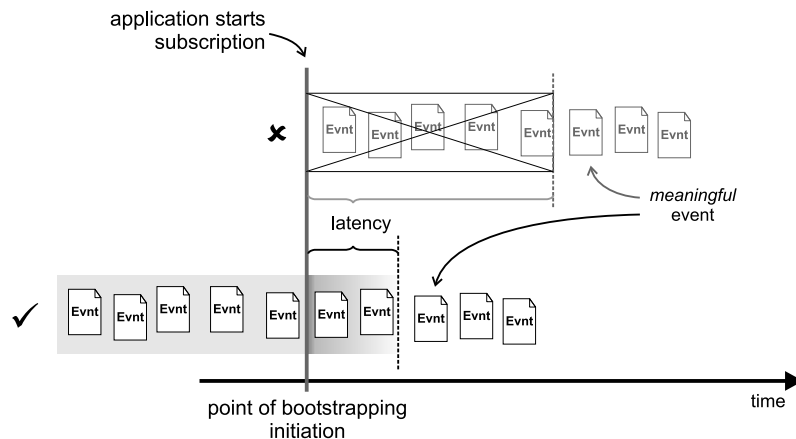 application starts
subscription
Evnt Evnt Evnt Evnt Evnt Evnt Evnt Evnt
meaningful
event
latency
Evnt Evnt Evnt Evnt Evnt Evnt Evnt Evnt Evnt Evnt
time
point of bootstrapping
initiation